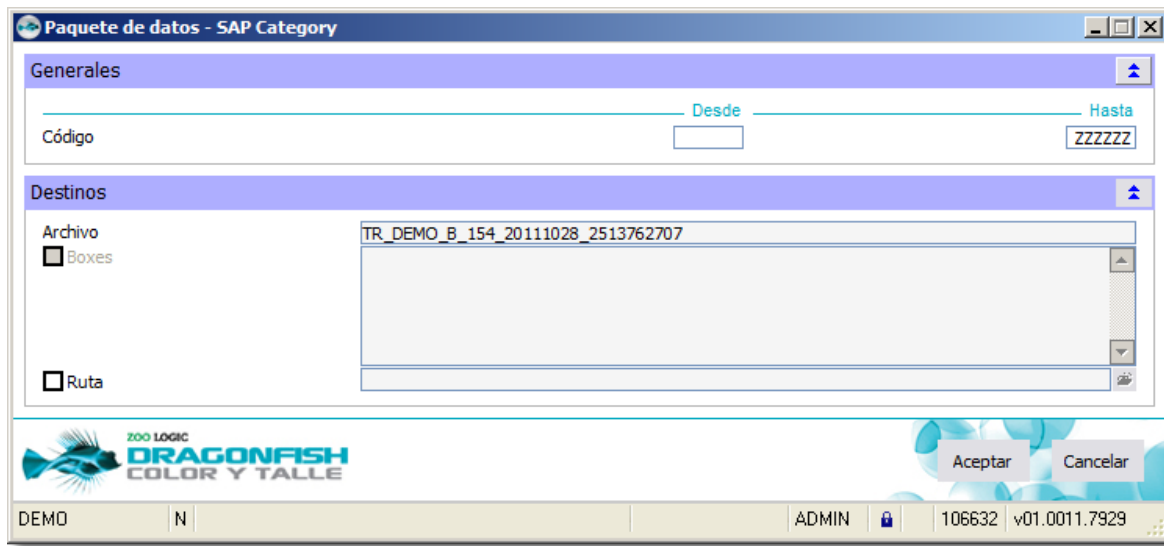 Paquete de datos - SAP Category
Generales
Desde Hasta
Código ZZZZZZ
Destinos
Archivo TR_DEMO_B_154_20111028_2513762707
Boxes
Ruta
ZOO LOGIC
DRAGONFISH
COLOR Y TALLE
Aceptar Cancelar
DEMO N ADMIN 106632 v01.0011.7929